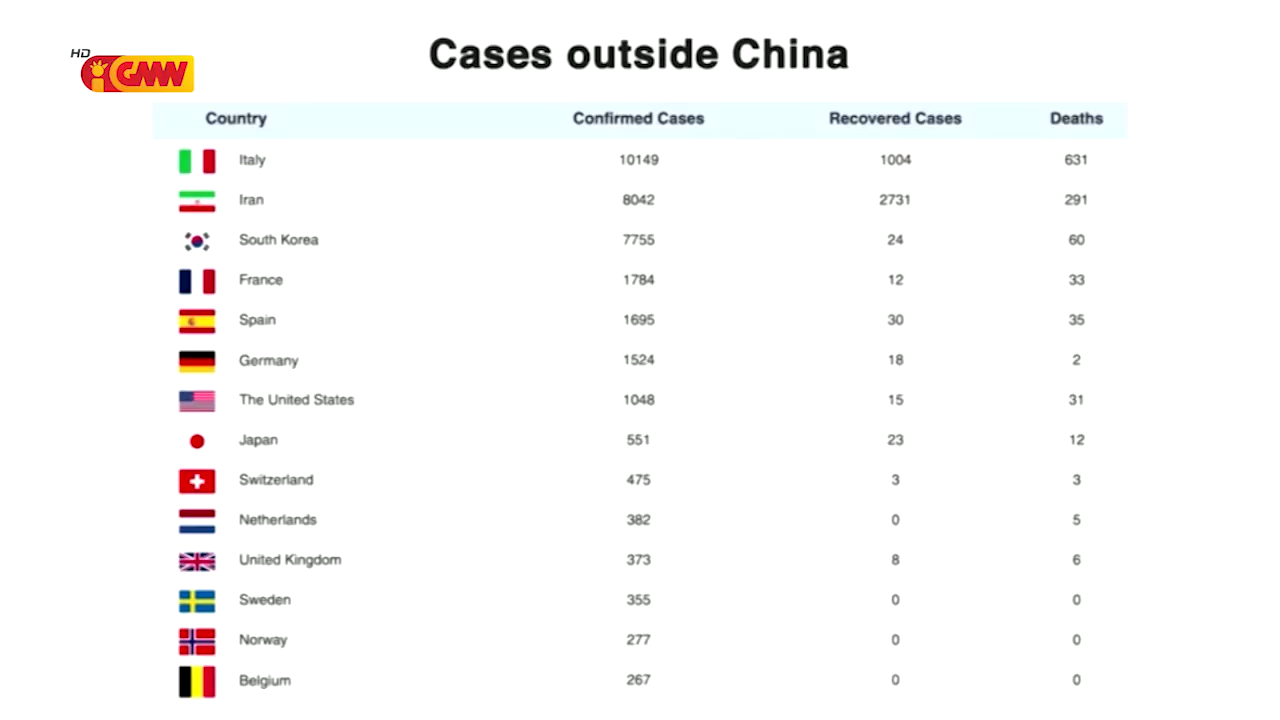 HD
iGMW
Cases outside China
Country Confirmed Cases Recovered Cases Deaths
Italy 10149 1004 631
Iran 8042 2731 291
South Korea 7755 24 60
France 1784 12 33
Spain 1695 30 35
Germany 1524 18 2
The United States 1048 15 31
Japan 551 23 12
Switzerland 475 3 3
Netherlands 382 0 5
United Kingdom 373 8 6
Sweden 355 0 0
Norway 277 0 0
Belgium 267 0 0